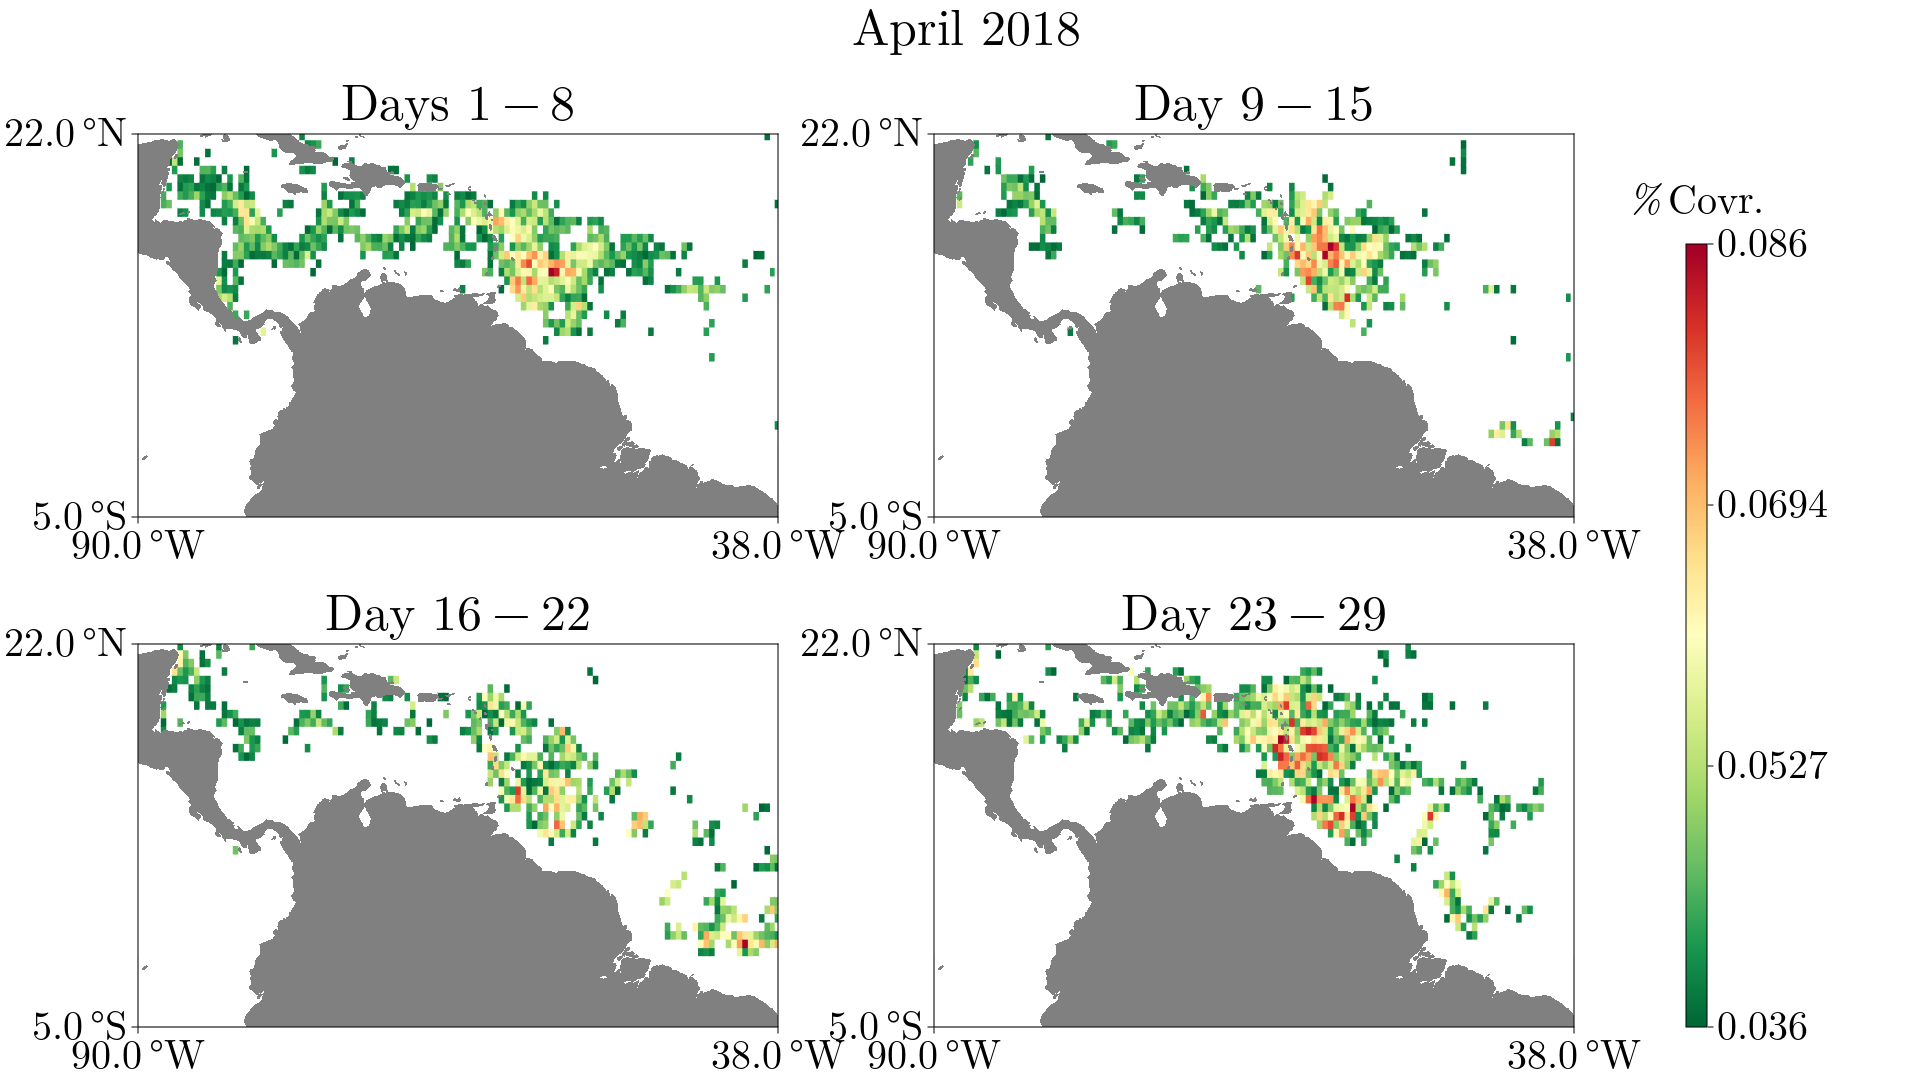 April 2018
Days 1 – 8
Day 9 – 15
22.0 °N
5.0 °S
90.0 °W
38.0 °W
22.0 °N
5.0 °S
90.0 °W
38.0 °W
Day 16 – 22
Day 23 – 29
22.0 °N
5.0 °S
90.0 °W
38.0 °W
22.0 °N
5.0 °S
90.0 °W
38.0 °W
% Covr.
0.086
0.0694
0.0527
0.036